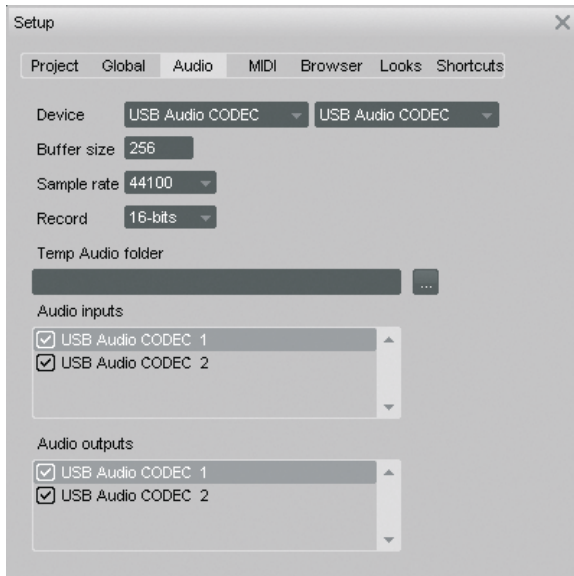 Setup
Project Global Audio MIDI Browser Looks Shortcuts
Device USB Audio CODEC USB Audio CODEC
Buffer size 256
Sample rate 44100
Record 16-bits
Temp Audio folder
...
Audio inputs
USB Audio CODEC 1
USB Audio CODEC 2
Audio outputs
USB Audio CODEC 1
USB Audio CODEC 2